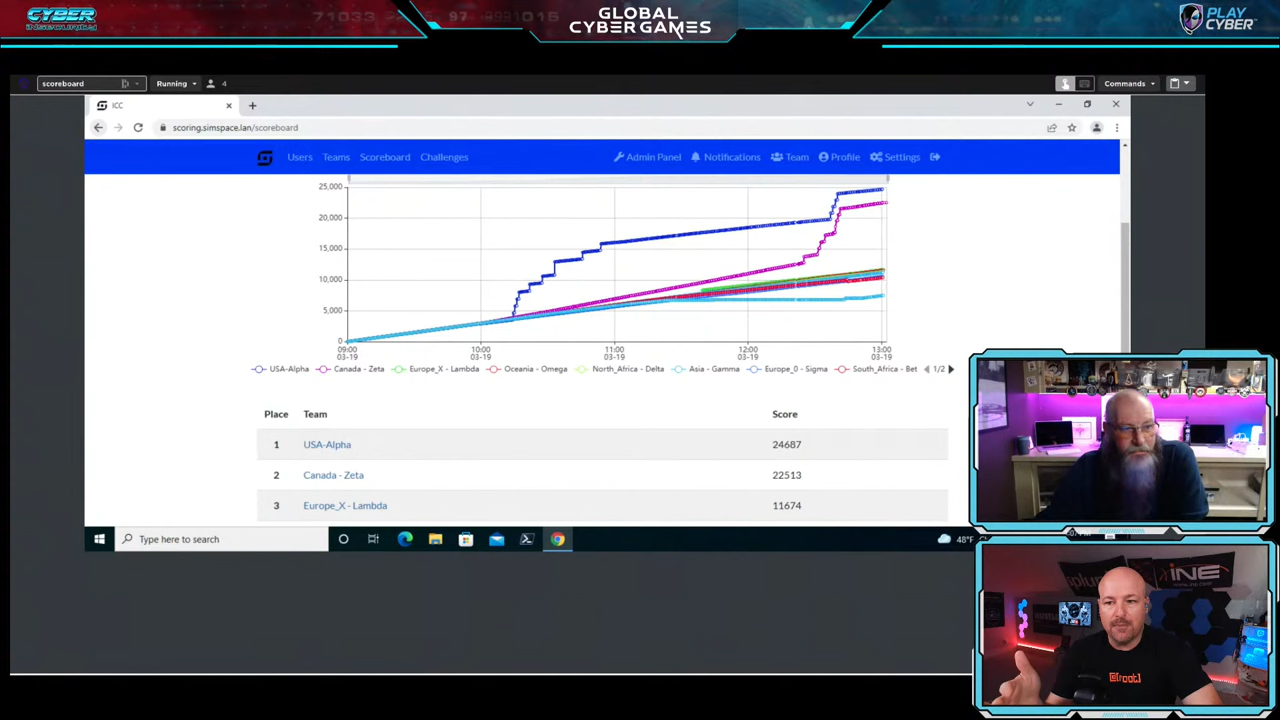 CYBER
INSECURITY
GLOBAL
CYBER GAMES
PLAY
CYBER
scoreboard
Running
4
Commands
ICC
scoring.simspace.lan/scoreboard
Users Teams Scoreboard Challenges Admin Panel Notifications Team Profile Settings
25,000
20,000
15,000
10,000
5,000
0
09:00 10:00 11:00 12:00 13:00
03-19 03-19 03-19 03-19 03-19
USA-Alpha Canada - Zeta Europe_X - Lambda Oceania - Omega North_Africa - Delta Asia - Gamma Europe_0 - Sigma South_Africa - Bet 1/2
Place Team Score
1 USA-Alpha 24687
2 Canada - Zeta 22513
3 Europe_X - Lambda 11674
Type here to search
48°F
INE
@[root]